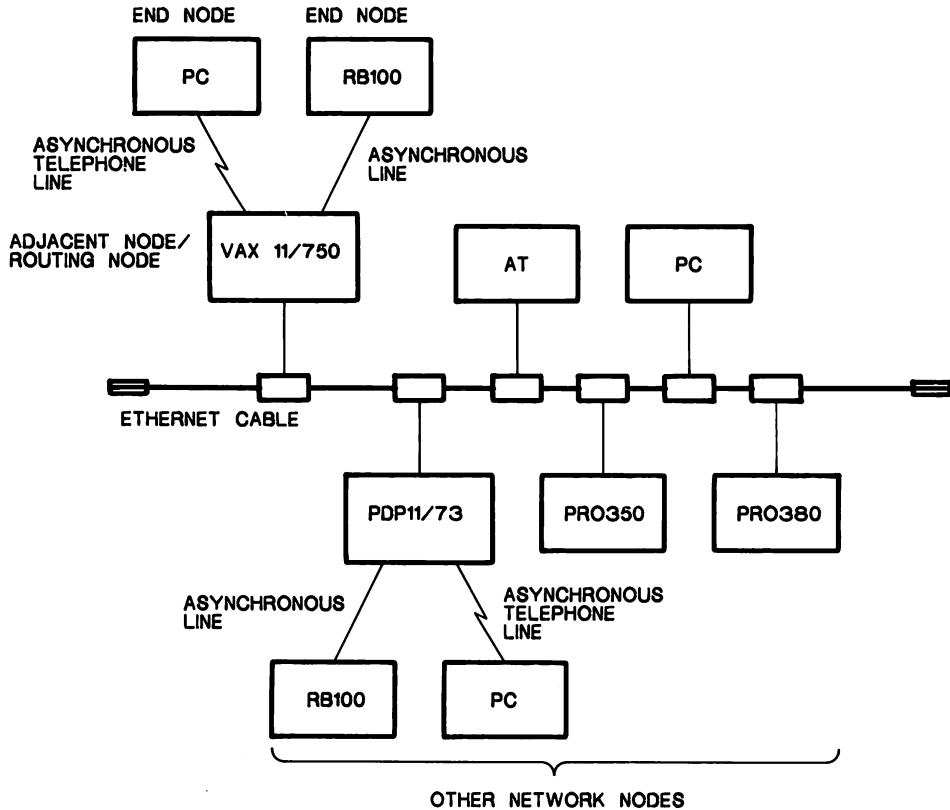 END NODE
END NODE
PC
RB100
ASYNCHRONOUS
TELEPHONE
LINE
ASYNCHRONOUS
LINE
ADJACENT NODE/
ROUTING NODE
VAX 11/750
AT
PC
ETHERNET CABLE
PDP11/73
PRO350
PRO380
ASYNCHRONOUS
LINE
ASYNCHRONOUS
TELEPHONE
LINE
RB100
PC
OTHER NETWORK NODES